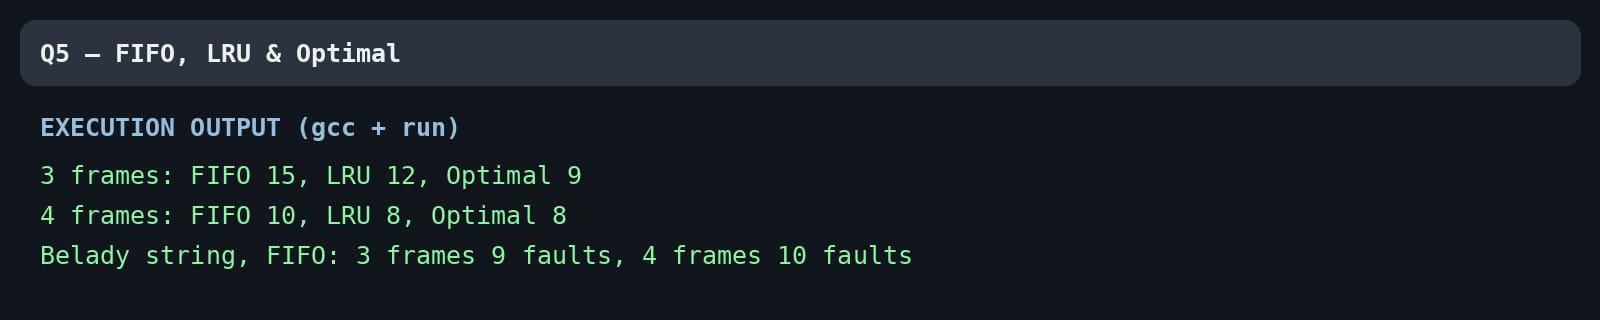 Q5 — FIFO, LRU & Optimal
EXECUTION OUTPUT (gcc + run)
3 frames: FIFO 15, LRU 12, Optimal 9
4 frames: FIFO 10, LRU 8, Optimal 8
Belady string, FIFO: 3 frames 9 faults, 4 frames 10 faults